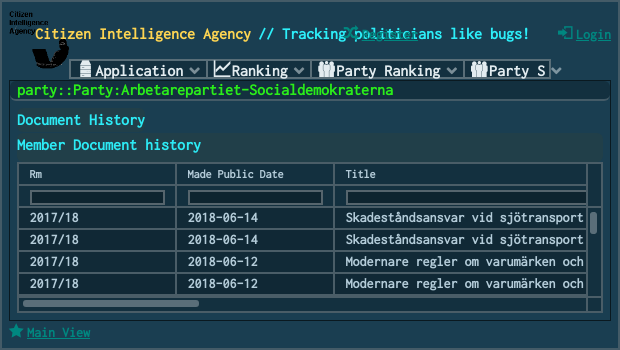 Citizen
Intelligence
Agency
Citizen Intelligence Agency // Tracking politicians like bugs!
Login
Application
Ranking
Party Ranking
Party S
party::Party:Arbetarepartiet-Socialdemokraterna
Document History
Member Document history
Rm
Made Public Date
Title
2017/18 2018-06-14 Skadeståndsansvar vid sjötransport
2017/18 2018-06-14 Skadeståndsansvar vid sjötransport
2017/18 2018-06-12 Modernare regler om varumärken och
2017/18 2018-06-12 Modernare regler om varumärken och
Main View